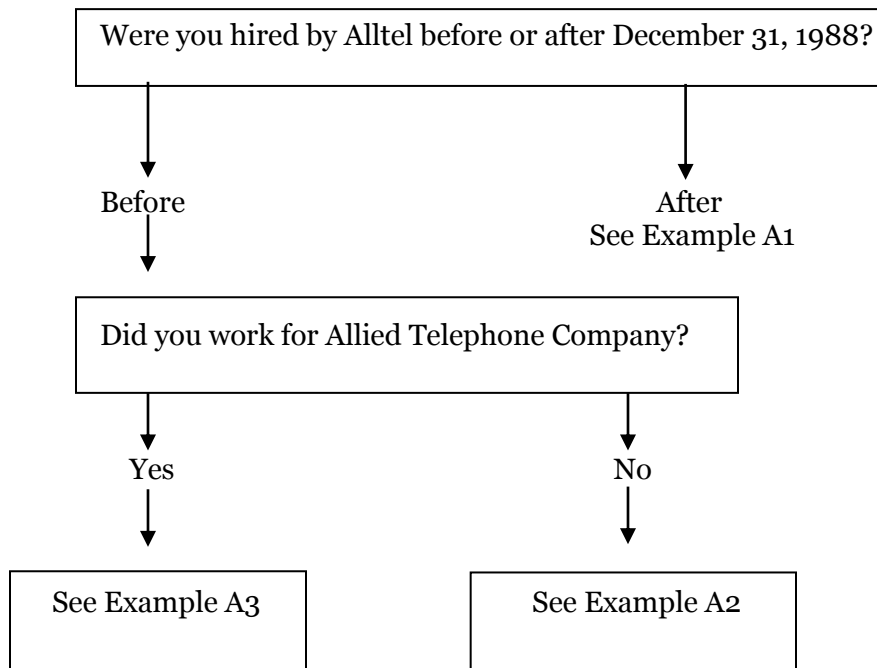 Were you hired by Alltel before or after December 31, 1988?
Before
After
See Example A1
Did you work for Allied Telephone Company?
Yes
No
See Example A3
See Example A2